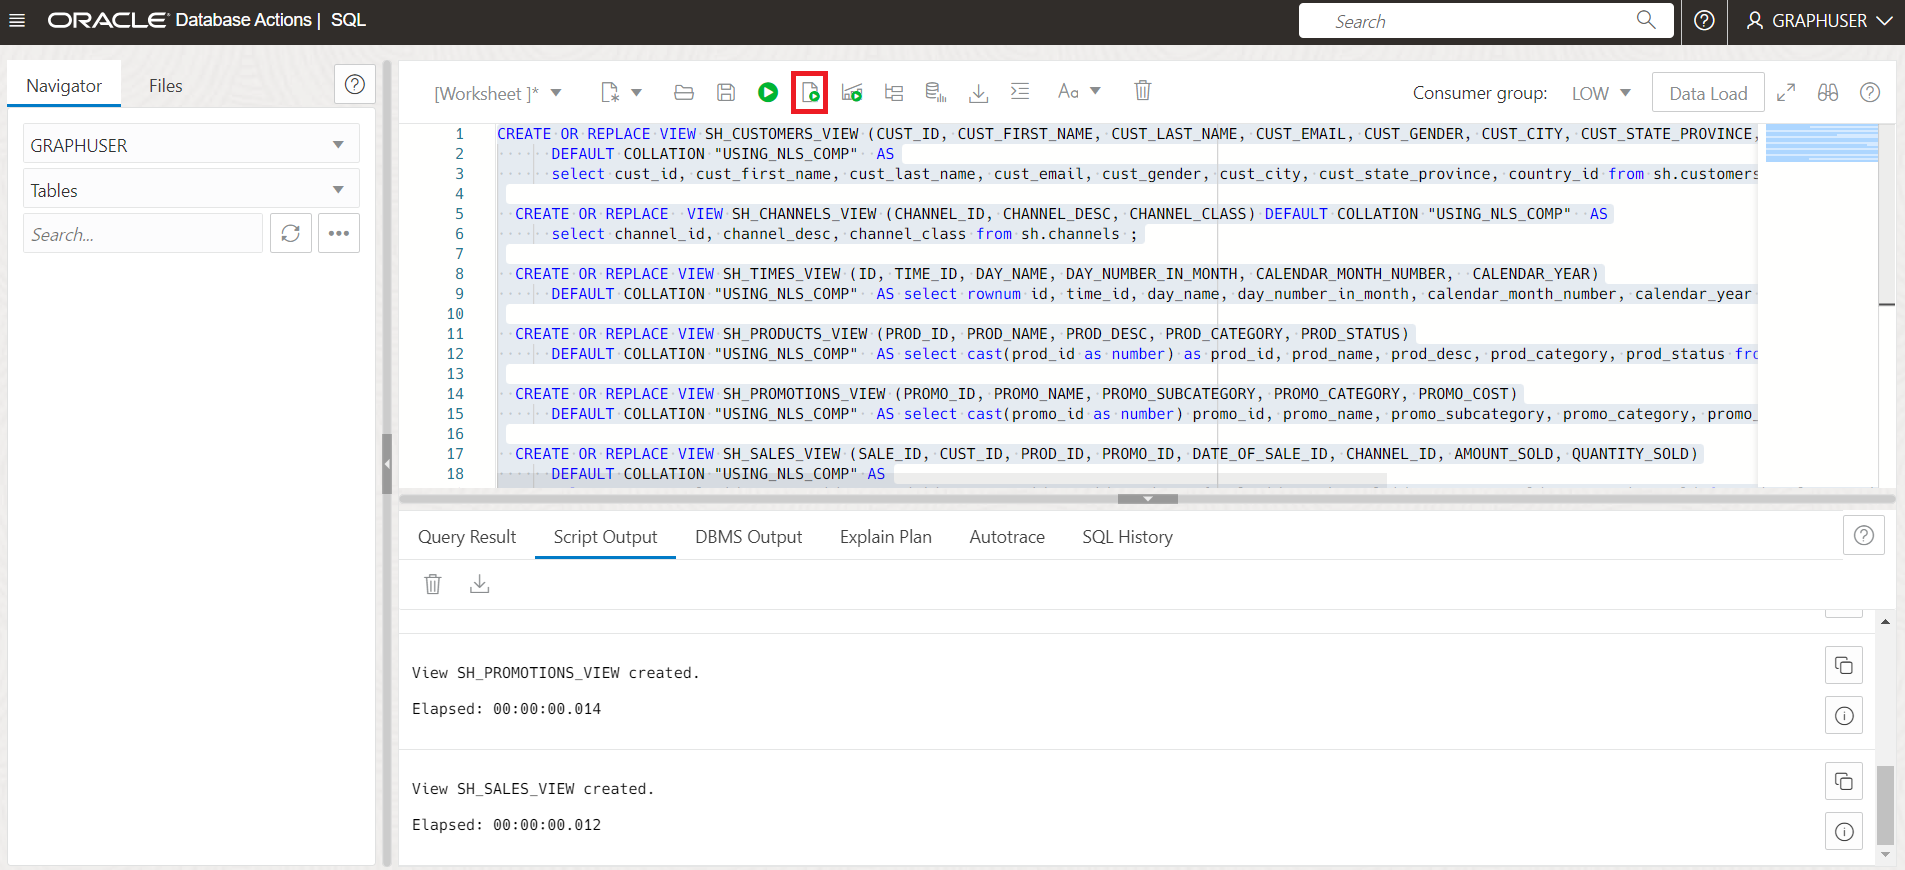 ORACLE Database Actions | SQL
Search
GRAPHUSER
Navigator
Files
GRAPHUSER
Tables
Search...
[Worksheet ]*
Aa
Consumer group: LOW
Data Load
1 CREATE OR REPLACE VIEW SH_CUSTOMERS_VIEW (CUST_ID, CUST_FIRST_NAME, CUST_LAST_NAME, CUST_EMAIL, CUST_GENDER, CUST_CITY, CUST_STATE_PROVINCE,
2 DEFAULT COLLATION "USING_NLS_COMP" AS
3 select cust_id, cust_first_name, cust_last_name, cust_email, cust_gender, cust_city, cust_state_province, country_id from sh.customers
4
5 CREATE OR REPLACE VIEW SH_CHANNELS_VIEW (CHANNEL_ID, CHANNEL_DESC, CHANNEL_CLASS) DEFAULT COLLATION "USING_NLS_COMP" AS
6 select channel_id, channel_desc, channel_class from sh.channels ;
7
8 CREATE OR REPLACE VIEW SH_TIMES_VIEW (ID, TIME_ID, DAY_NAME, DAY_NUMBER_IN_MONTH, CALENDAR_MONTH_NUMBER, CALENDAR_YEAR)
9 DEFAULT COLLATION "USING_NLS_COMP" AS select rownum id, time_id, day_name, day_number_in_month, calendar_month_number, calendar_year
10
11 CREATE OR REPLACE VIEW SH_PRODUCTS_VIEW (PROD_ID, PROD_NAME, PROD_DESC, PROD_CATEGORY, PROD_STATUS)
12 DEFAULT COLLATION "USING_NLS_COMP" AS select cast(prod_id as number) as prod_id, prod_name, prod_desc, prod_category, prod_status fro
13
14 CREATE OR REPLACE VIEW SH_PROMOTIONS_VIEW (PROMO_ID, PROMO_NAME, PROMO_SUBCATEGORY, PROMO_CATEGORY, PROMO_COST)
15 DEFAULT COLLATION "USING_NLS_COMP" AS select cast(promo_id as number) promo_id, promo_name, promo_subcategory, promo_category, promo_
16
17 CREATE OR REPLACE VIEW SH_SALES_VIEW (SALE_ID, CUST_ID, PROD_ID, PROMO_ID, DATE_OF_SALE_ID, CHANNEL_ID, AMOUNT_SOLD, QUANTITY_SOLD)
18 DEFAULT COLLATION "USING_NLS_COMP" AS
Query Result
Script Output
DBMS Output
Explain Plan
Autotrace
SQL History
View SH_PROMOTIONS_VIEW created.
Elapsed: 00:00:00.014
View SH_SALES_VIEW created.
Elapsed: 00:00:00.012